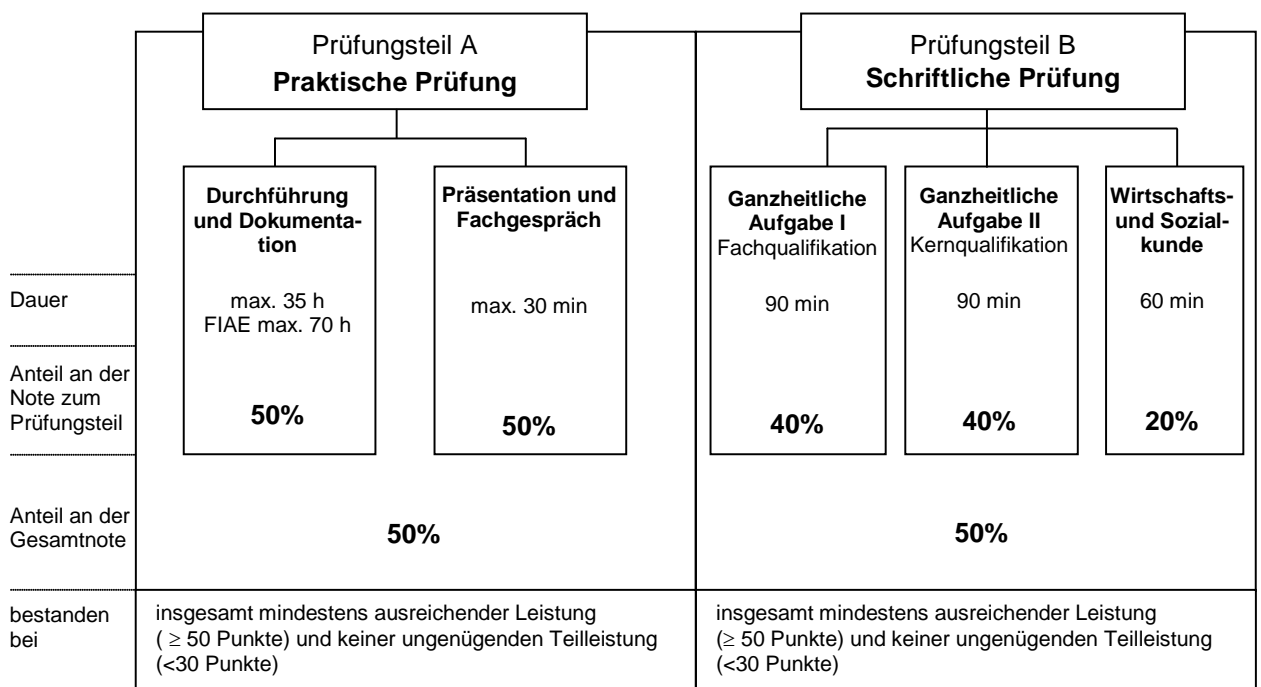 Prüfungsteil A
Praktische Prüfung
Prüfungsteil B
Schriftliche Prüfung
Durchführung
und Dokumenta-
tion
Präsentation und
Fachgespräch
Ganzheitliche
Aufgabe I
Fachqualifikation
Ganzheitliche
Aufgabe II
Kernqualifikation
Wirtschafts-
und Sozial-
kunde
Dauer
max. 35 h
FIAE max. 70 h
max. 30 min
90 min
90 min
60 min
Anteil an der
Note zum
Prüfungsteil
50%
50%
40%
40%
20%
Anteil an der
Gesamtnote
50%
50%
bestanden
bei
insgesamt mindestens ausreichender Leistung
( ≥ 50 Punkte) und keiner ungenügenden Teilleistung
(<30 Punkte)
insgesamt mindestens ausreichender Leistung
(≥ 50 Punkte) und keiner ungenügenden Teilleistung
(<30 Punkte)